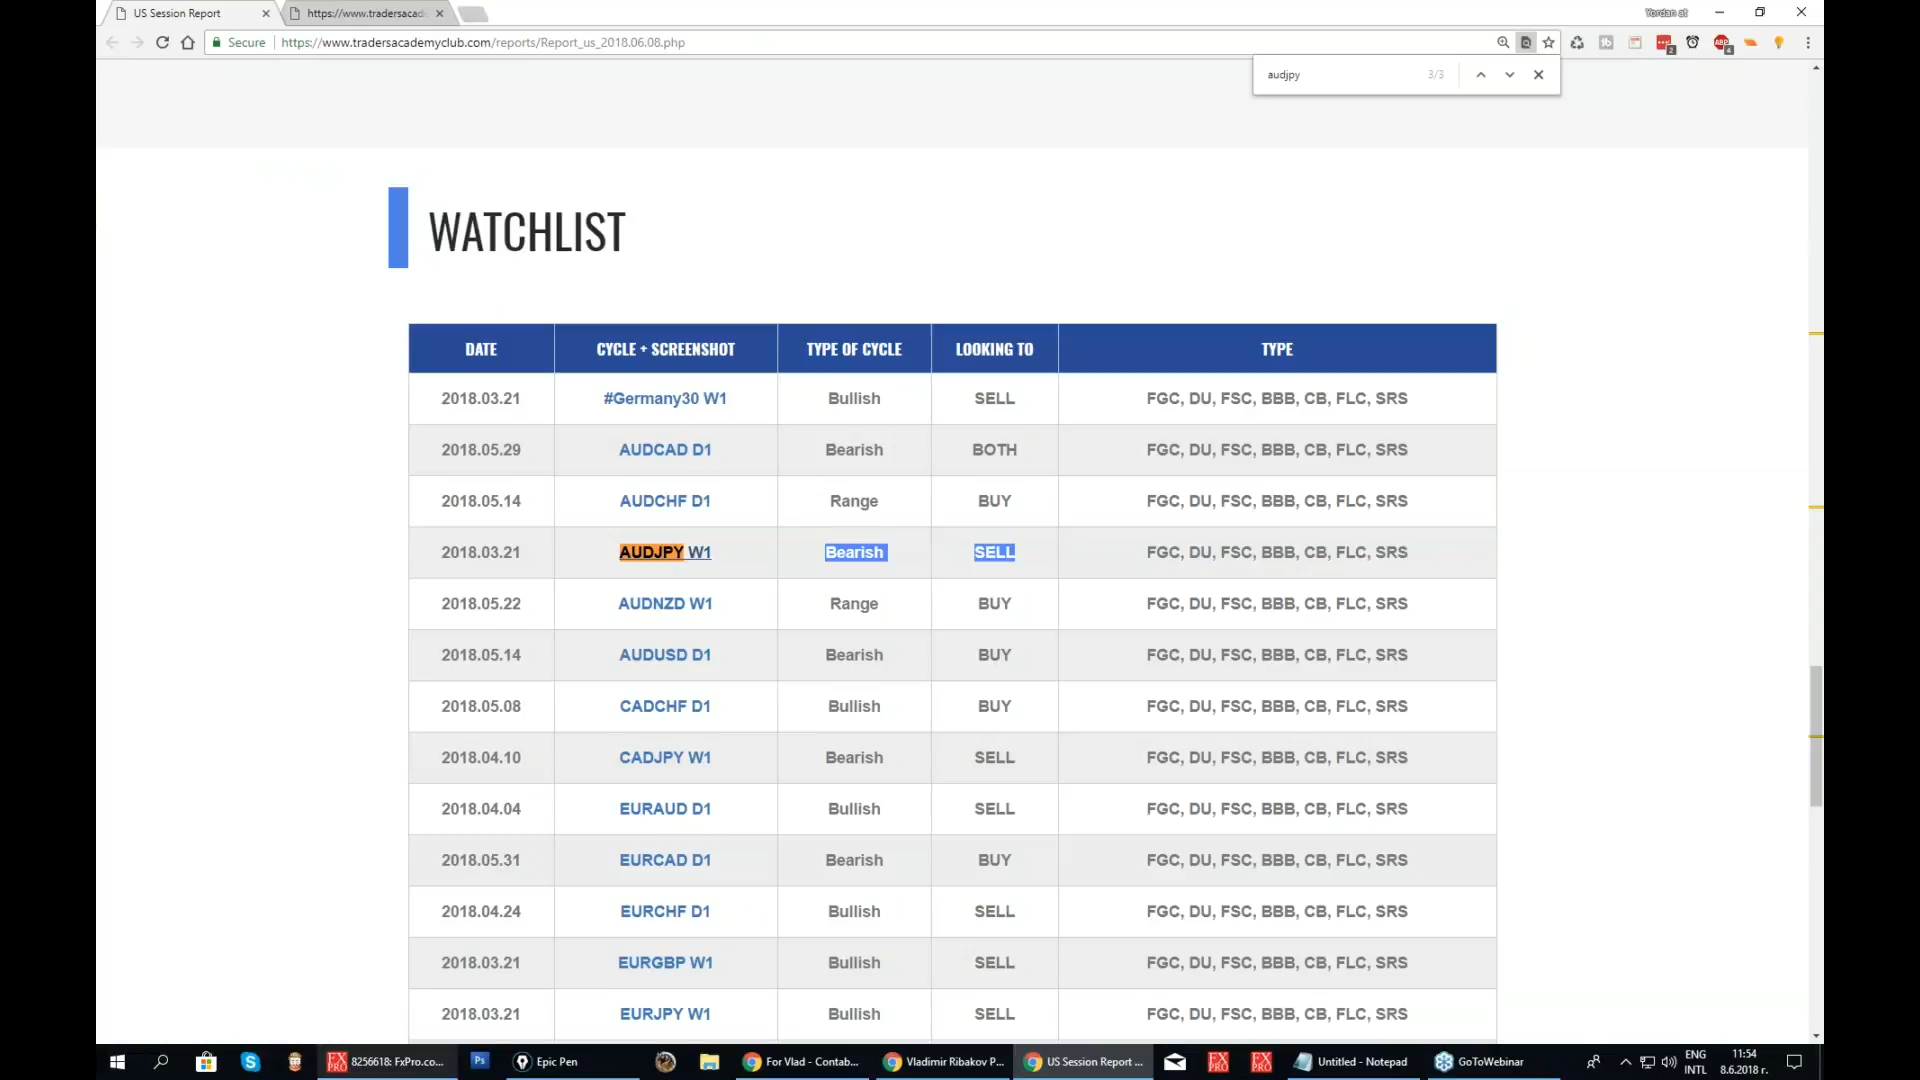 US Session Report
https://www.tradersacad
Yordan at
Secure
https://www.tradersacademyclub.com/reports/Report_us_2018.06.08.php
audjpy
3/3
WATCHLIST
DATE CYCLE + SCREENSHOT TYPE OF CYCLE LOOKING TO TYPE
2018.03.21 #Germany30 W1 Bullish SELL FGC, DU, FSC, BBB, CB, FLC, SRS
2018.05.29 AUDCAD D1 Bearish BOTH FGC, DU, FSC, BBB, CB, FLC, SRS
2018.05.14 AUDCHF D1 Range BUY FGC, DU, FSC, BBB, CB, FLC, SRS
2018.03.21 AUDJPY W1 Bearish SELL FGC, DU, FSC, BBB, CB, FLC, SRS
2018.05.22 AUDNZD W1 Range BUY FGC, DU, FSC, BBB, CB, FLC, SRS
2018.05.14 AUDUSD D1 Bearish BUY FGC, DU, FSC, BBB, CB, FLC, SRS
2018.05.08 CADCHF D1 Bullish BUY FGC, DU, FSC, BBB, CB, FLC, SRS
2018.04.10 CADJPY W1 Bearish SELL FGC, DU, FSC, BBB, CB, FLC, SRS
2018.04.04 EURAUD D1 Bullish SELL FGC, DU, FSC, BBB, CB, FLC, SRS
2018.05.31 EURCAD D1 Bearish BUY FGC, DU, FSC, BBB, CB, FLC, SRS
2018.04.24 EURCHF D1 Bullish SELL FGC, DU, FSC, BBB, CB, FLC, SRS
2018.03.21 EURGBP W1 Bullish SELL FGC, DU, FSC, BBB, CB, FLC, SRS
2018.03.21 EURJPY W1 Bullish SELL FGC, DU, FSC, BBB, CB, FLC, SRS
8256618: FxPro.co...
Ps
Epic Pen
For Vlad - Contab...
Vladimir Ribakov P...
US Session Report ...
Untitled - Notepad
GoToWebinar
ENG
INTL
11:54
8.6.2018 г.